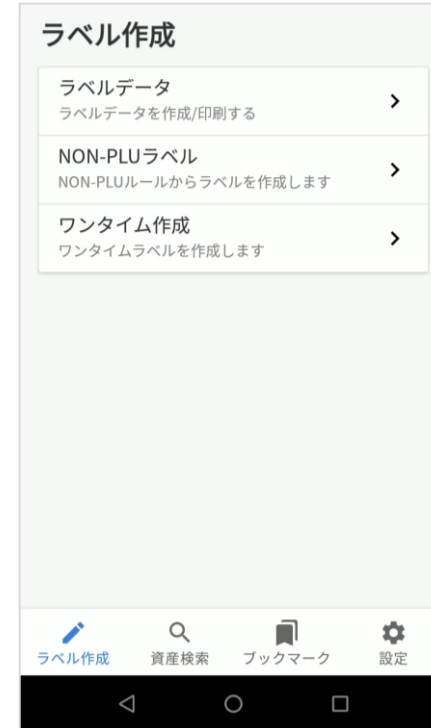 ラベル作成
ラベルデータ
ラベルデータを作成/印刷する
NON-PLUラベル
NON-PLUルールからラベルを作成します
ワンタイム作成
ワンタイムラベルを作成します
ラベル作成 資産検索 ブックマーク 設定